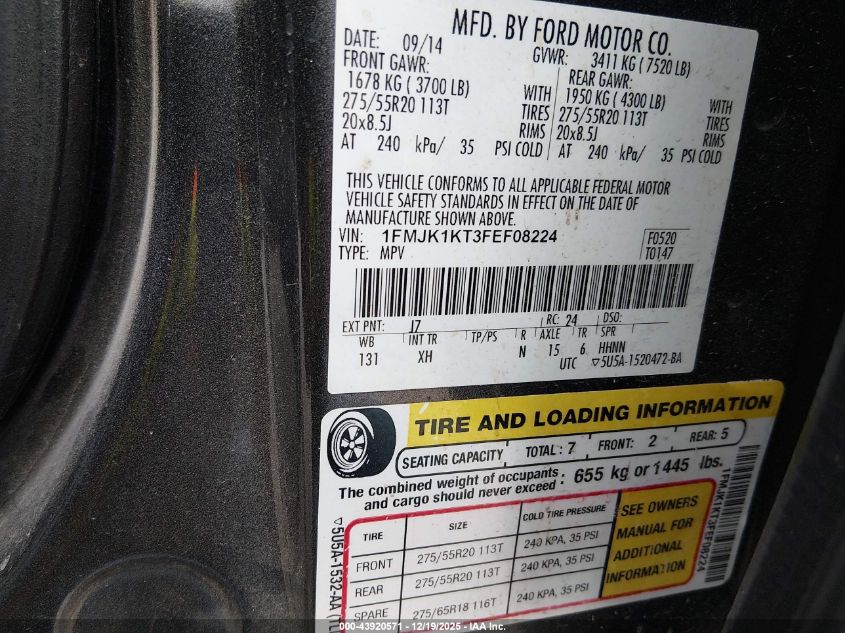 MFD. BY FORD MOTOR CO.
DATE: 09/14 GVWR: 3411 KG (7520 LB)
FRONT GAWR: REAR GAWR:
1678 KG (3700 LB) WITH 1950 KG (4300 LB) WITH
275/55R20 113T TIRES 275/55R20 113T TIRES
20x8.5J RIMS 20x8.5J RIMS
AT 240 kPa/ 35 PSI COLD AT 240 kPa/ 35 PSI COLD
THIS VEHICLE CONFORMS TO ALL APPLICABLE FEDERAL MOTOR
VEHICLE SAFETY STANDARDS IN EFFECT ON THE DATE OF
MANUFACTURE SHOWN ABOVE.
VIN: 1FMJK1KT3FEF08224 F0520
TYPE: MPV T0147
EXT PNT: J7 RC: 24 DSO:
WB INT TR TP/PS R AXLE TR SPR
131 XH N 15 6 HHNN
UTC ▽5U5A-1520472-BA
TIRE AND LOADING INFORMATION
SEATING CAPACITY TOTAL: 7 FRONT: 2 REAR: 5
The combined weight of occupants and cargo should never exceed: 655 kg or 1445 lbs.
TIRE SIZE COLD TIRE PRESSURE
FRONT 275/55R20 113T 240 KPA, 35 PSI
REAR 275/55R20 113T 240 KPA, 35 PSI
SPARE 275/65R18 116T 240 KPA, 35 PSI
SEE OWNERS
MANUAL FOR
ADDITIONAL
INFORMATION
▽5U5A-1532-AA
1FMJK1KT3FEF08224
000-43920571 - 12/19/2025 - IAA Inc.